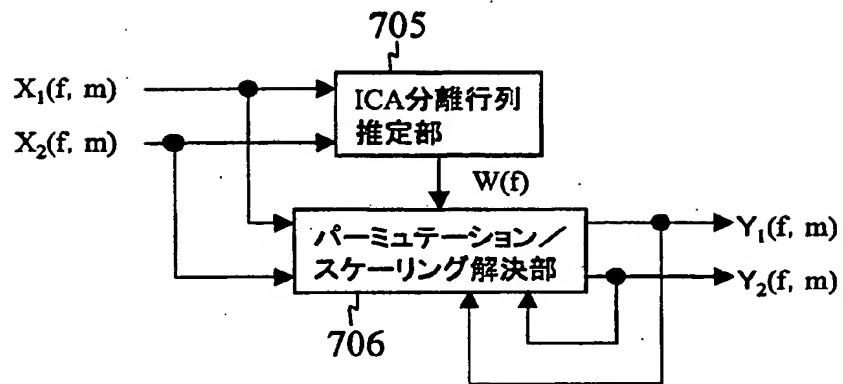 705
X₁(f, m)
ICA分離行列
推定部
X₂(f, m)
W(f)
パーミュテーション/
スケーリング解決部
Y₁(f, m)
Y₂(f, m)
706